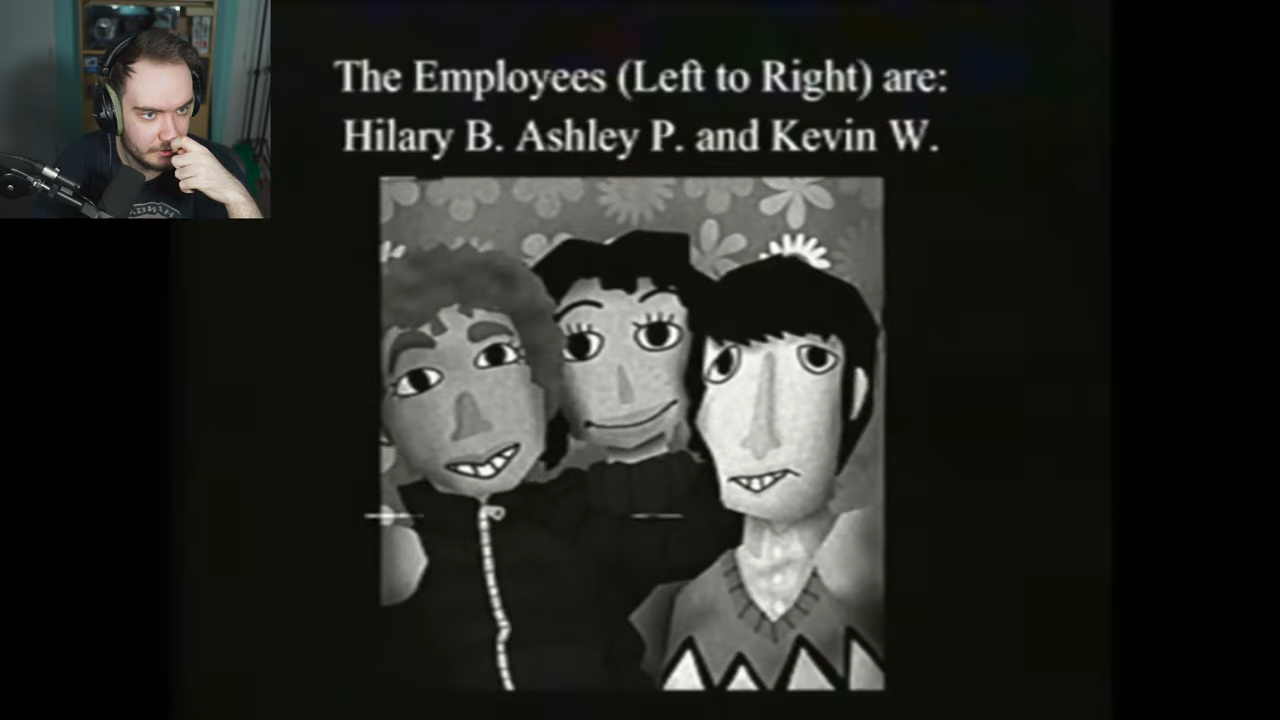 The Employees (Left to Right) are:
Hilary B. Ashley P. and Kevin W.